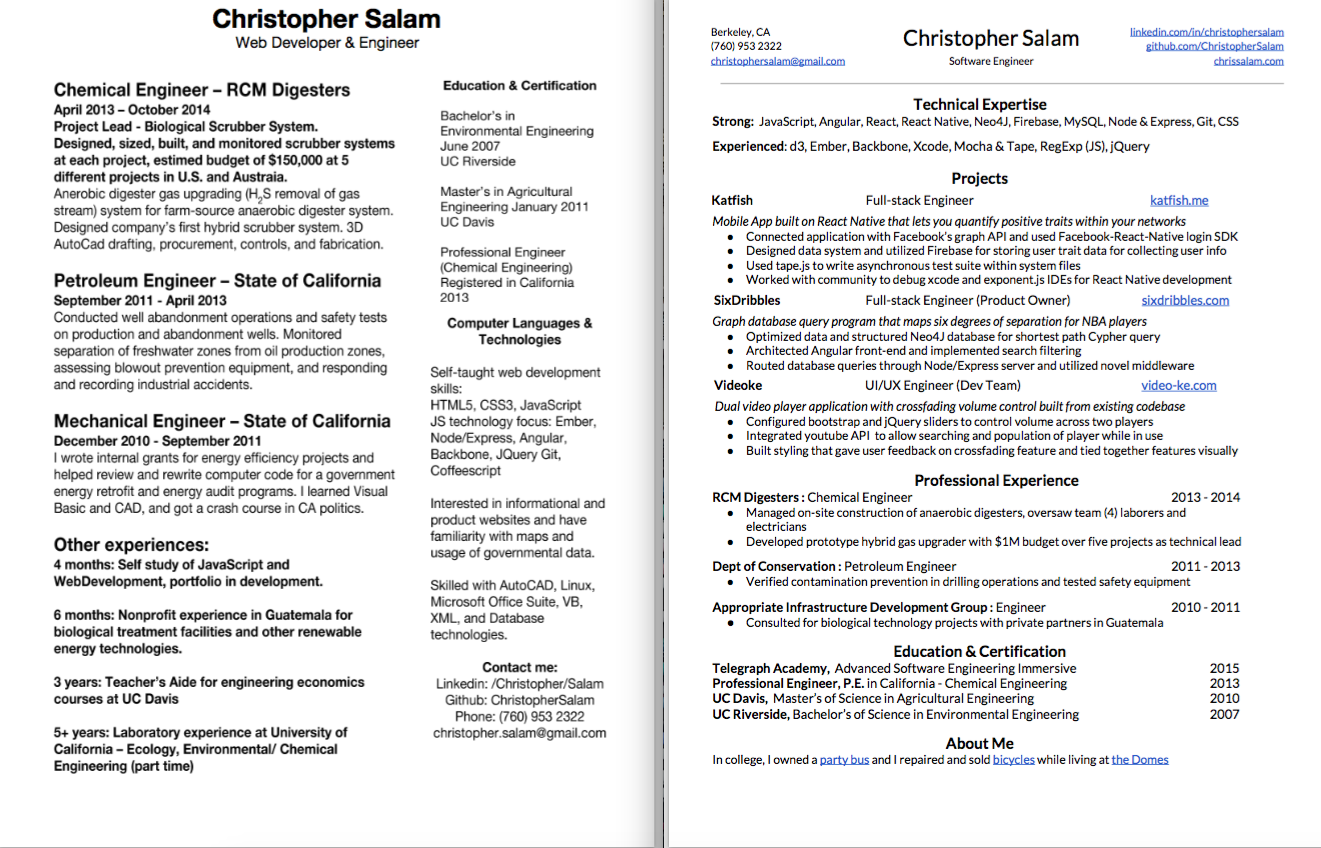 Christopher Salam
Web Developer & Engineer
Chemical Engineer – RCM Digesters
April 2013 – October 2014
Project Lead - Biological Scrubber System.
Designed, sized, built, and monitored scrubber systems
at each project, estimed budget of $150,000 at 5
different projects in U.S. and Austraia.
Anerobic digester gas upgrading (H₂S removal of gas
stream) system for farm-source anaerobic digester system.
Designed company's first hybrid scrubber system. 3D
AutoCad drafting, procurement, controls, and fabrication.
Petroleum Engineer – State of California
September 2011 - April 2013
Conducted well abandonment operations and safety tests
on production and abandonment wells. Monitored
separation of freshwater zones from oil production zones,
assessing blowout prevention equipment, and responding
and recording industrial accidents.
Mechanical Engineer – State of California
December 2010 - September 2011
I wrote internal grants for energy efficiency projects and
helped review and rewrite computer code for a government
energy retrofit and energy audit programs. I learned Visual
Basic and CAD, and got a crash course in CA politics.
Other experiences:
4 months: Self study of JavaScript and
WebDevelopment, portfolio in development.
6 months: Nonprofit experience in Guatemala for
biological treatment facilities and other renewable
energy technologies.
3 years: Teacher's Aide for engineering economics
courses at UC Davis
5+ years: Laboratory experience at University of
California – Ecology, Environmental/ Chemical
Engineering (part time)
Education & Certification
Bachelor's in
Environmental Engineering
June 2007
UC Riverside
Master's in Agricultural
Engineering January 2011
UC Davis
Professional Engineer
(Chemical Engineering)
Registered in California
2013
Computer Languages &
Technologies
Self-taught web development
skills:
HTML5, CSS3, JavaScript
JS technology focus: Ember,
Node/Express, Angular,
Backbone, JQuery Git,
Coffeescript
Interested in informational and
product websites and have
familiarity with maps and
usage of governmental data.
Skilled with AutoCAD, Linux,
Microsoft Office Suite, VB,
XML, and Database
technologies.
Contact me:
Linkedin: /Christopher/Salam
Github: ChristopherSalam
Phone: (760) 953 2322
christopher.salam@gmail.com
Berkeley, CA
(760) 953 2322
christophersalam@gmail.com
Christopher Salam
Software Engineer
linkedin.com/in/christophersalam
github.com/ChristopherSalam
chrissalam.com
Technical Expertise
Strong: JavaScript, Angular, React, React Native, Neo4J, Firebase, MySQL, Node & Express, Git, CSS
Experienced: d3, Ember, Backbone, Xcode, Mocha & Tape, RegExp (JS), jQuery
Projects
Katfish Full-stack Engineer katfish.me
Mobile App built on React Native that lets you quantify positive traits within your networks
● Connected application with Facebook's graph API and used Facebook-React-Native login SDK
● Designed data system and utilized Firebase for storing user trait data for collecting user info
● Used tape.js to write asynchronous test suite within system files
● Worked with community to debug xcode and exponent.js IDEs for React Native development
SixDribbles Full-stack Engineer (Product Owner) sixdribbles.com
Graph database query program that maps six degrees of separation for NBA players
● Optimized data and structured Neo4J database for shortest path Cypher query
● Architected Angular front-end and implemented search filtering
● Routed database queries through Node/Express server and utilized novel middleware
Videoke UI/UX Engineer (Dev Team) video-ke.com
Dual video player application with crossfading volume control built from existing codebase
● Configured bootstrap and jQuery sliders to control volume across two players
● Integrated youtube API to allow searching and population of player while in use
● Built styling that gave user feedback on crossfading feature and tied together features visually
Professional Experience
RCM Digesters : Chemical Engineer 2013 - 2014
● Managed on-site construction of anaerobic digesters, oversaw team (4) laborers and
electricians
● Developed prototype hybrid gas upgrader with $1M budget over five projects as technical lead
Dept of Conservation : Petroleum Engineer 2011 - 2013
● Verified contamination prevention in drilling operations and tested safety equipment
Appropriate Infrastructure Development Group : Engineer 2010 - 2011
● Consulted for biological technology projects with private partners in Guatemala
Education & Certification
Telegraph Academy, Advanced Software Engineering Immersive 2015
Professional Engineer, P.E. in California - Chemical Engineering 2013
UC Davis, Master's of Science in Agricultural Engineering 2010
UC Riverside, Bachelor's of Science in Environmental Engineering 2007
About Me
In college, I owned a party bus and I repaired and sold bicycles while living at the Domes